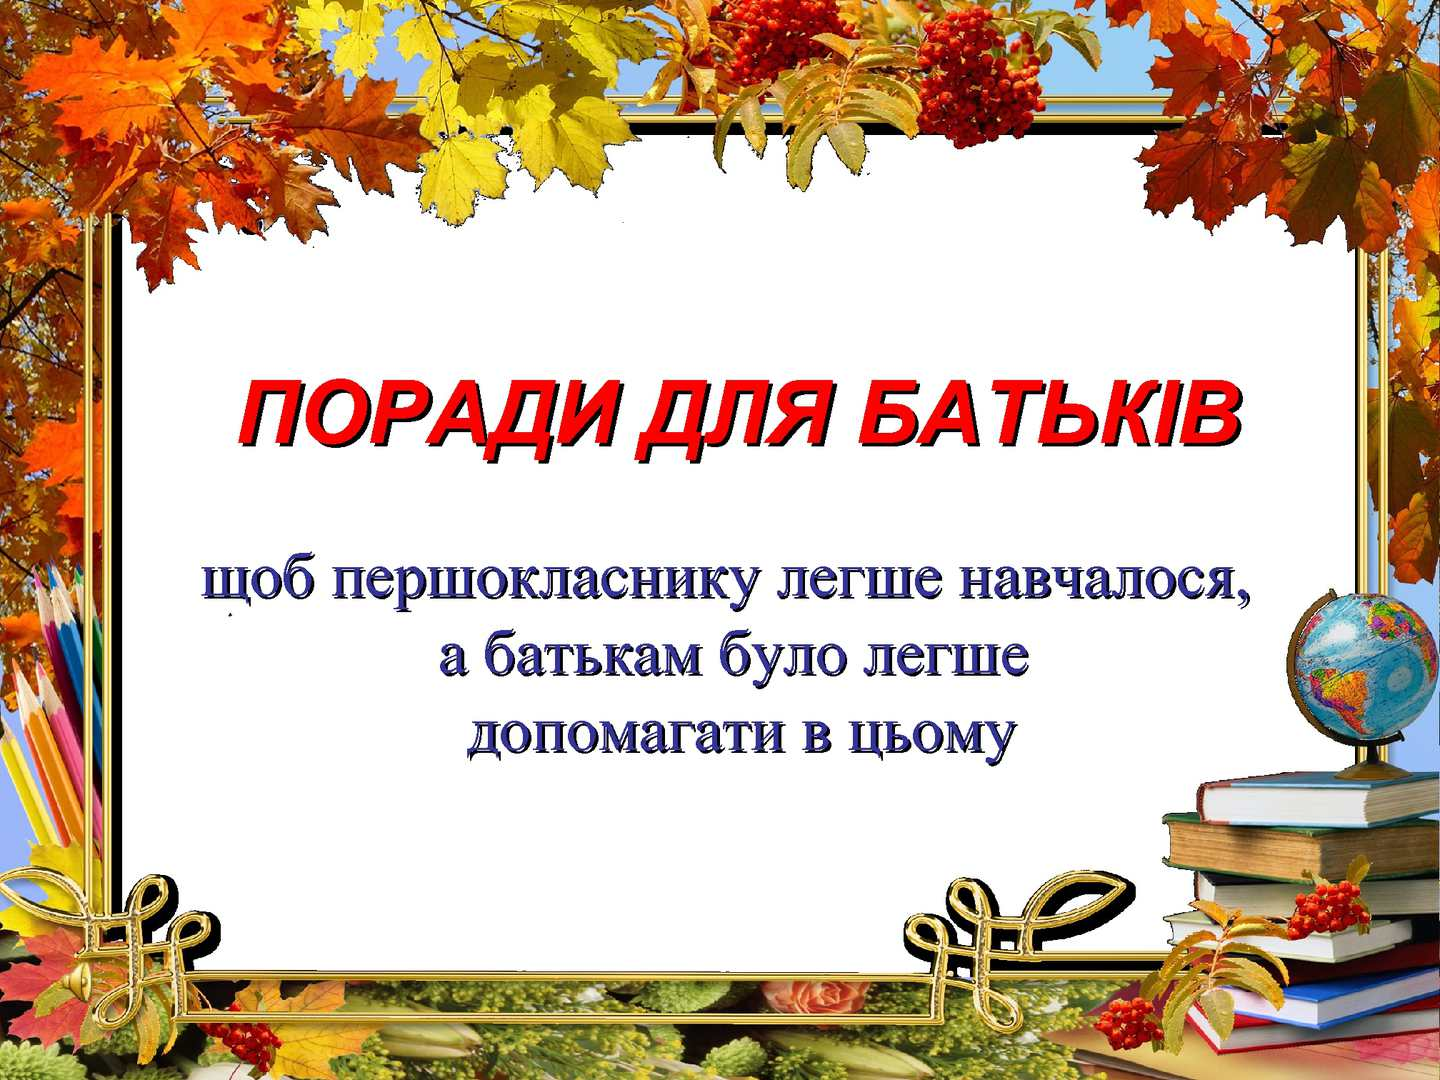 ПОРАДИ ДЛЯ БАТЬКІВ
щоб першокласнику легше навчалося,
а батькам було легше
допомагати в цьому